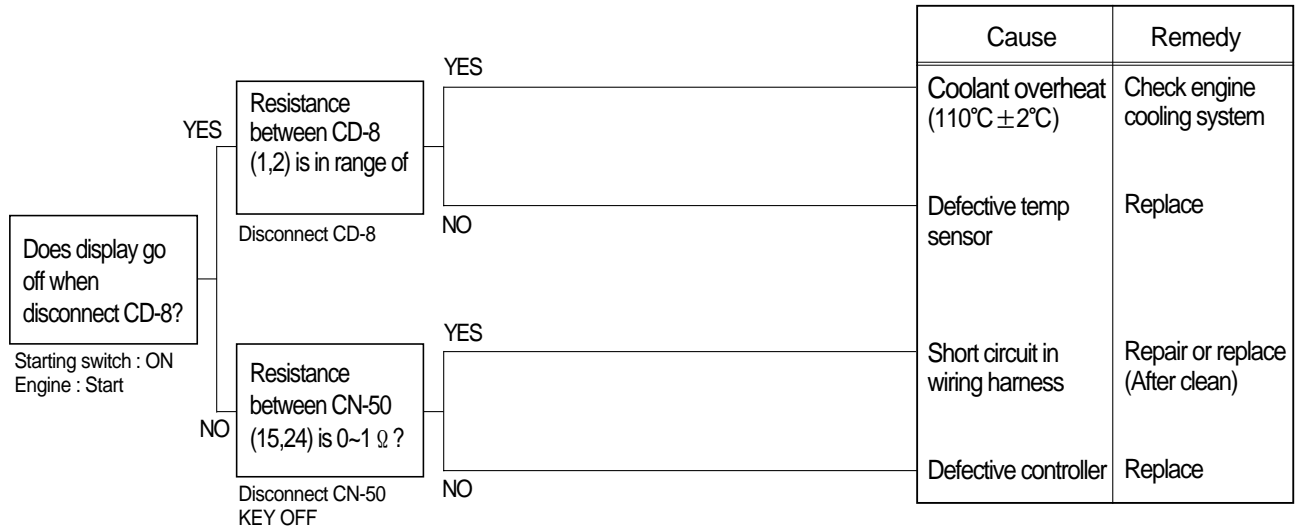 Does display go
off when
disconnect CD-8?
Starting switch : ON
Engine : Start
YES
Resistance
between CD-8
(1,2) is in range of
Disconnect CD-8
YES
NO
NO
Resistance
between CN-50
(15,24) is 0~1 Ω ?
Disconnect CN-50
KEY OFF
YES
NO
Cause Remedy
Coolant overheat Check engine
(110℃±2℃) cooling system
Defective temp Replace
sensor
Short circuit in Repair or replace
wiring harness (After clean)
Defective controller Replace